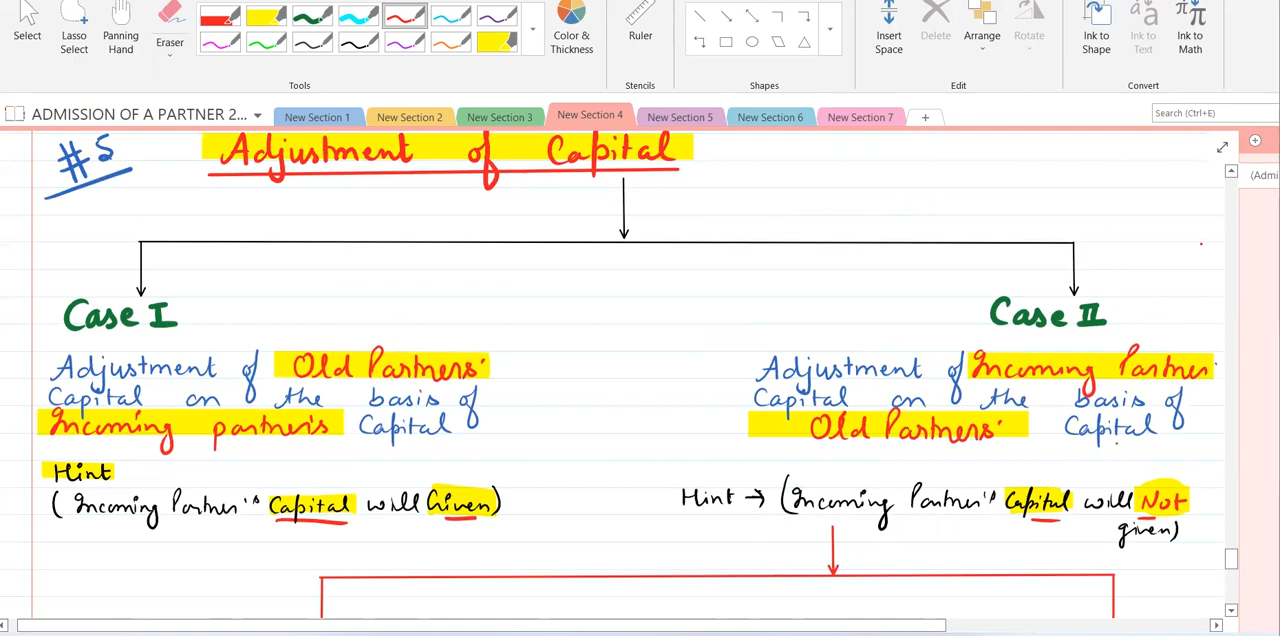 Select
Lasso Select
Panning Hand
Eraser
Color & Thickness
Ruler
Insert Space
Delete
Arrange
Rotate
Ink to Shape
Ink to Text
Ink to Math
Tools
Stencils
Shapes
Edit
Convert
ADMISSION OF A PARTNER 2...
New Section 1
New Section 2
New Section 3
New Section 4
New Section 5
New Section 6
New Section 7
Search (Ctrl+E)
(Admi
#5
Adjustment of Capital
Case I
Adjustment of Old Partners'
Capital on the basis of
Incoming partner's Capital
Hint
(Incoming Partner's Capital will Given)
Case II
Adjustment of Incoming Partner
Capital on the basis of
Old Partners' Capital
Hint → (Incoming Partner's Capital will Not
given)